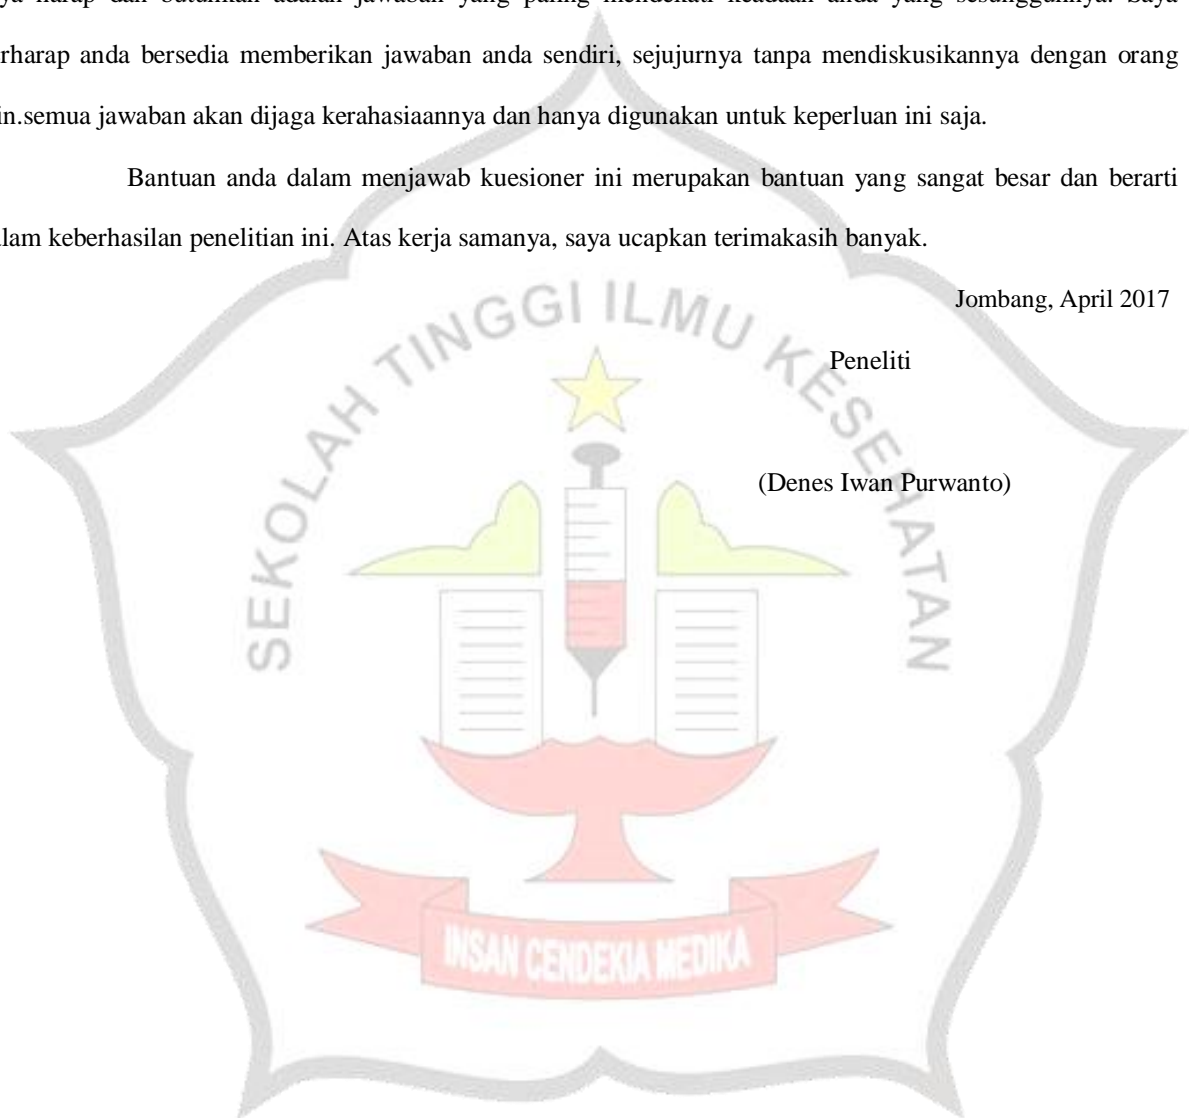 harap dan butuhkan adalah jawaban yang paling mendekati keadaan anda yang sesungguhnya. Saya
rharap anda bersedia memberikan jawaban anda sendiri, sejujurnya tanpa mendiskusikannya dengan orang
in.semua jawaban akan dijaga kerahasiaannya dan hanya digunakan untuk keperluan ini saja.
Bantuan anda dalam menjawab kuesioner ini merupakan bantuan yang sangat besar dan berarti
lam keberhasilan penelitian ini. Atas kerja samanya, saya ucapkan terimakasih banyak.
Jombang, April 2017
Peneliti
(Denes Iwan Purwanto)
SEKOLAH TINGGI ILMU KESEHATAN
INSAN CENDEKIA MEDIKA